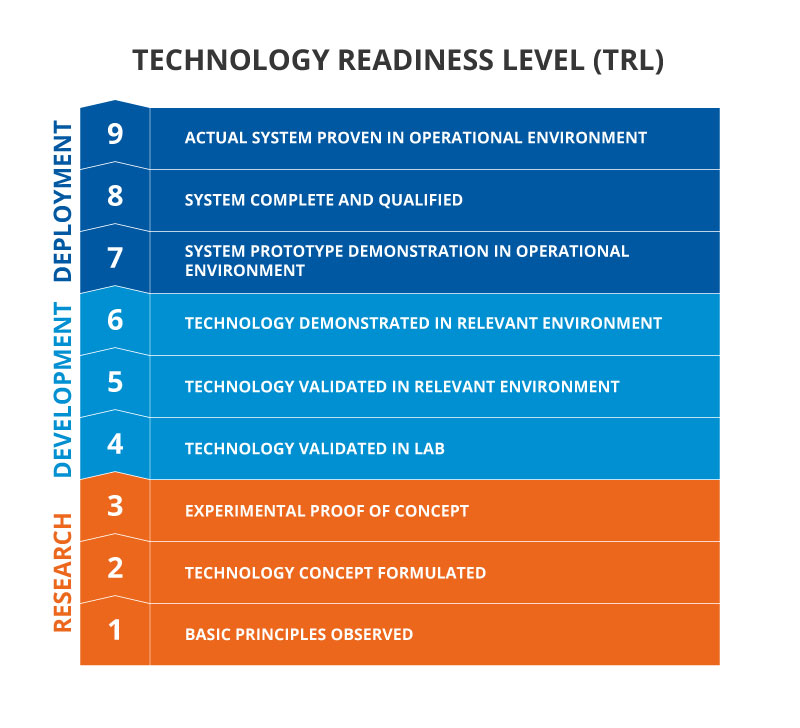 TECHNOLOGY READINESS LEVEL (TRL)
DEPLOYMENT
9
ACTUAL SYSTEM PROVEN IN OPERATIONAL ENVIRONMENT
8
SYSTEM COMPLETE AND QUALIFIED
7
SYSTEM PROTOTYPE DEMONSTRATION IN OPERATIONAL
ENVIRONMENT
DEVELOPMENT
6
TECHNOLOGY DEMONSTRATED IN RELEVANT ENVIRONMENT
5
TECHNOLOGY VALIDATED IN RELEVANT ENVIRONMENT
4
TECHNOLOGY VALIDATED IN LAB
RESEARCH
3
EXPERIMENTAL PROOF OF CONCEPT
2
TECHNOLOGY CONCEPT FORMULATED
1
BASIC PRINCIPLES OBSERVED